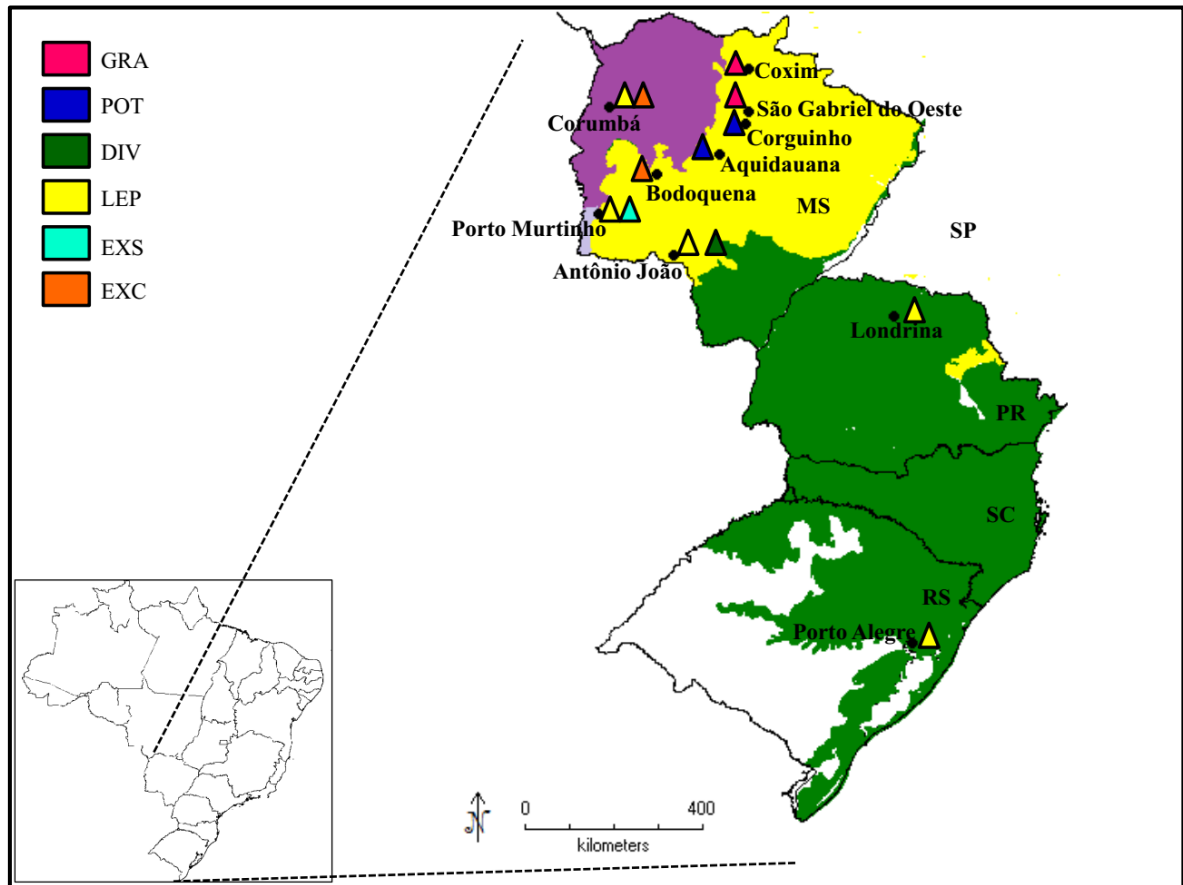 GRA
POT
DIV
LEP
EXS
EXC
Coxim
São Gabriel do Oeste
Corumbá
Corguinho
Aquidauana
Bodoquena
MS
Porto Murtinho
SP
Antônio João
Londrina
PR
SC
RS
Porto Alegre
N
0 400
kilometers